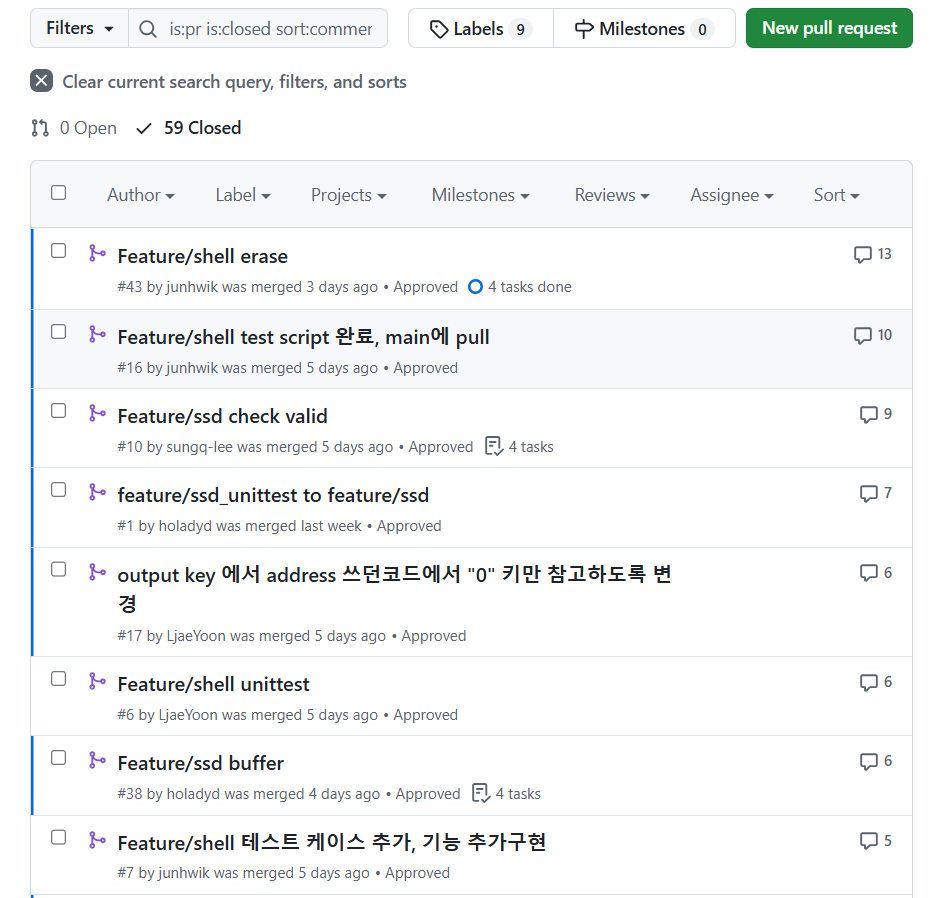 Filters
is:pr is:closed sort:commer
Labels 9
Milestones 0
New pull request
Clear current search query, filters, and sorts
0 Open
59 Closed
Author Label Projects Milestones Reviews Assignee Sort
Feature/shell erase 13
#43 by junhwik was merged 3 days ago • Approved 4 tasks done
Feature/shell test script 완료, main에 pull 10
#16 by junhwik was merged 5 days ago • Approved
Feature/ssd check valid 9
#10 by sungq-lee was merged 5 days ago • Approved 4 tasks
feature/ssd_unittest to feature/ssd 7
#1 by holadyd was merged last week • Approved
output key 에서 address 쓰던코드에서 "0" 키만 참고하도록 변 6
경
#17 by LjaeYoon was merged 5 days ago • Approved
Feature/shell unittest 6
#6 by LjaeYoon was merged 5 days ago • Approved
Feature/ssd buffer 6
#38 by holadyd was merged 4 days ago • Approved 4 tasks
Feature/shell 테스트 케이스 추가, 기능 추가구현 5
#7 by junhwik was merged 5 days ago • Approved